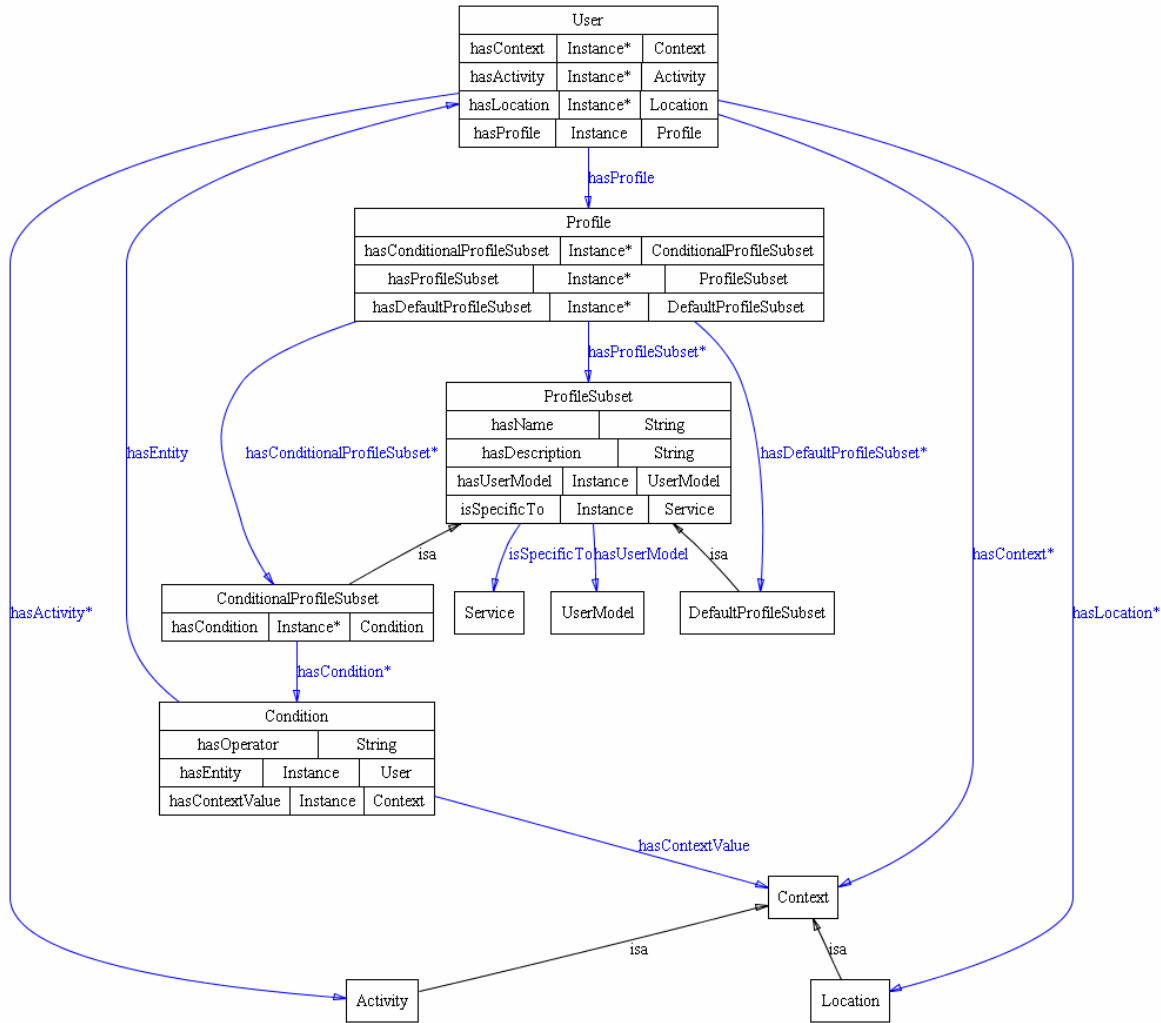 User
hasContext Instance* Context
hasActivity Instance* Activity
hasLocation Instance* Location
hasProfile Instance Profile
hasProfile
Profile
hasConditionalProfileSubset Instance* ConditionalProfileSubset
hasProfileSubset Instance* ProfileSubset
hasDefaultProfileSubset Instance* DefaultProfileSubset
hasProfileSubset*
ProfileSubset
hasName String
hasDescription String
hasUserModel Instance UserModel
isSpecificTo Instance Service
hasEntity
hasConditionalProfileSubset*
hasDefaultProfileSubset*
isa
isSpecificTo
hasUserModel
isa
hasContext*
ConditionalProfileSubset
hasCondition Instance* Condition
Service
UserModel
DefaultProfileSubset
hasActivity*
hasLocation*
hasCondition*
Condition
hasOperator String
hasEntity Instance User
hasContextValue Instance Context
hasContextValue
Context
isa
isa
Activity
Location